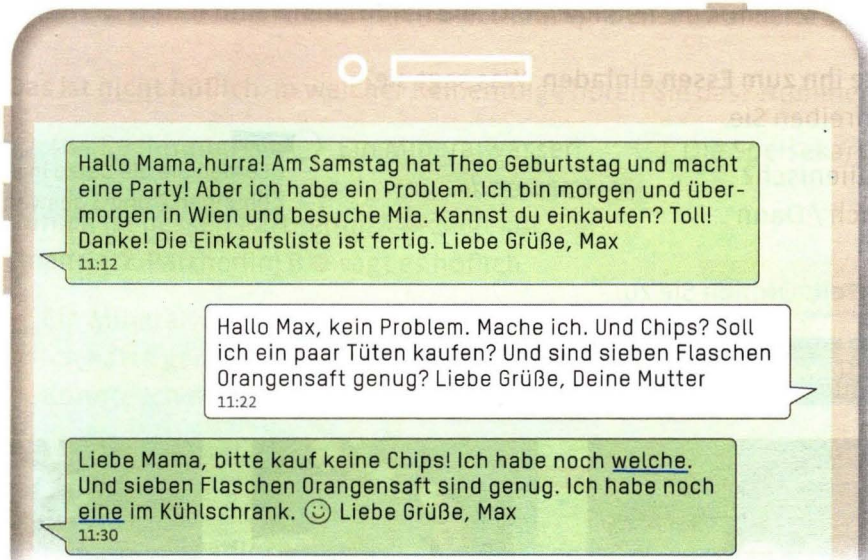 ihn zum Essen einladen
Hallo Mama,hurra! Am Samstag hat Theo Geburtstag und macht
eine Party! Aber ich habe ein Problem. Ich bin morgen und über-
morgen in Wien und besuche Mia. Kannst du einkaufen? Toll!
Danke! Die Einkaufsliste ist fertig. Liebe Grüße, Max
11:12
Hallo Max, kein Problem. Mache ich. Und Chips? Soll
ich ein paar Tüten kaufen? Und sind sieben Flaschen
Orangensaft genug? Liebe Grüße, Deine Mutter
11:22
Liebe Mama, bitte kauf keine Chips! Ich habe noch welche.
Und sieben Flaschen Orangensaft sind genug. Ich habe noch
eine im Kühlschrank. ☺ Liebe Grüße, Max
11:30